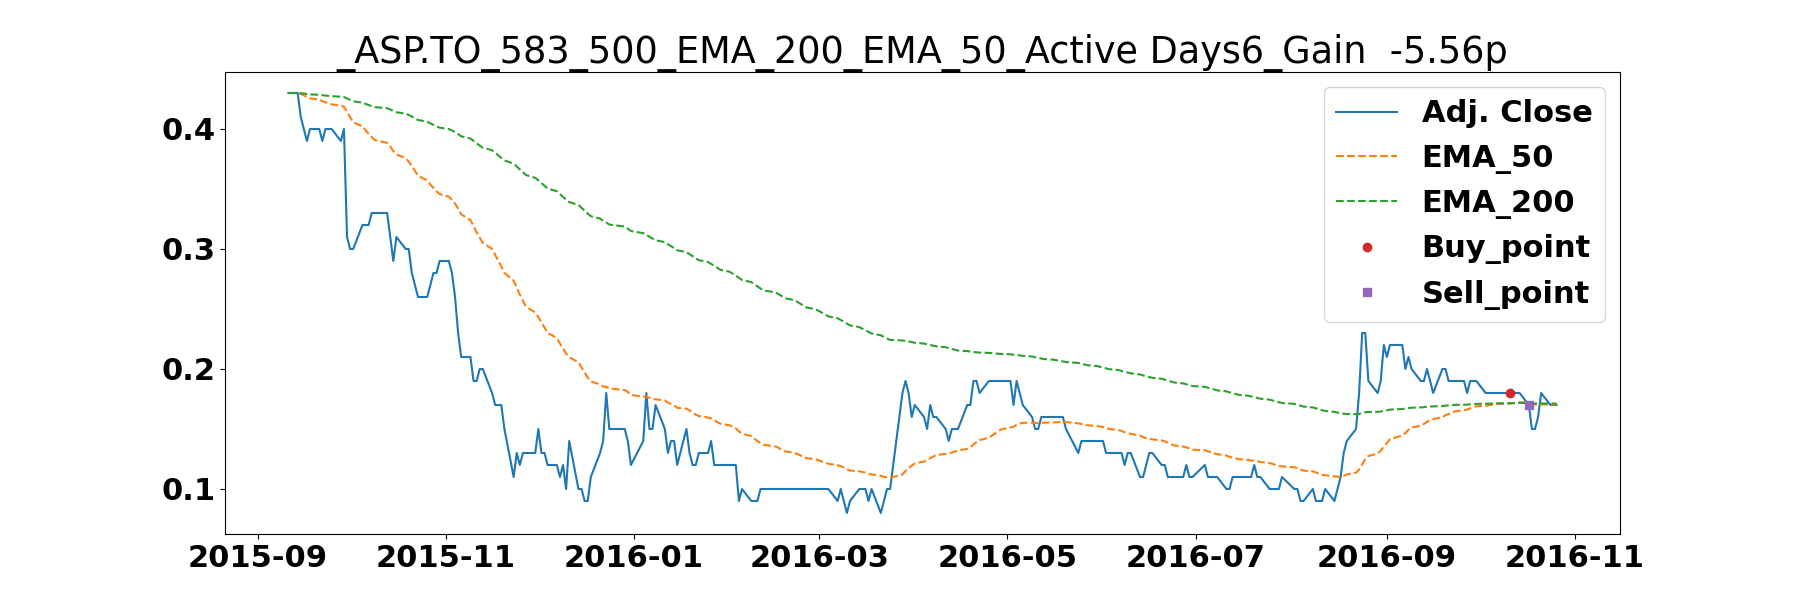 _ASP.TO_583_500_EMA_200_EMA_50_Active Days6_Gain  -5.56p
Adj. Close
EMA_50
EMA_200
Buy_point
Sell_point
0.4
0.3
0.2
0.1
2015-09 2015-11 2016-01 2016-03 2016-05 2016-07 2016-09 2016-11